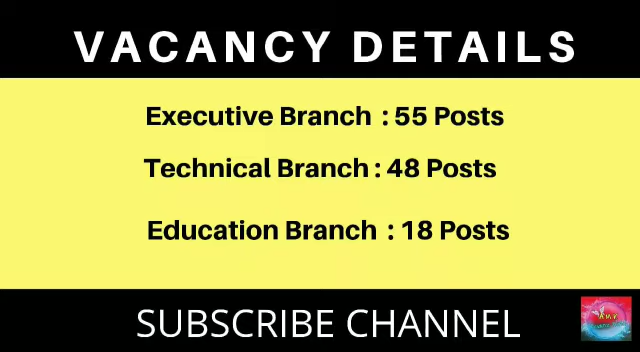 VACANCY DETAILS
Executive Branch : 55 Posts
Technical Branch : 48 Posts
Education Branch : 18 Posts
SUBSCRIBE CHANNEL